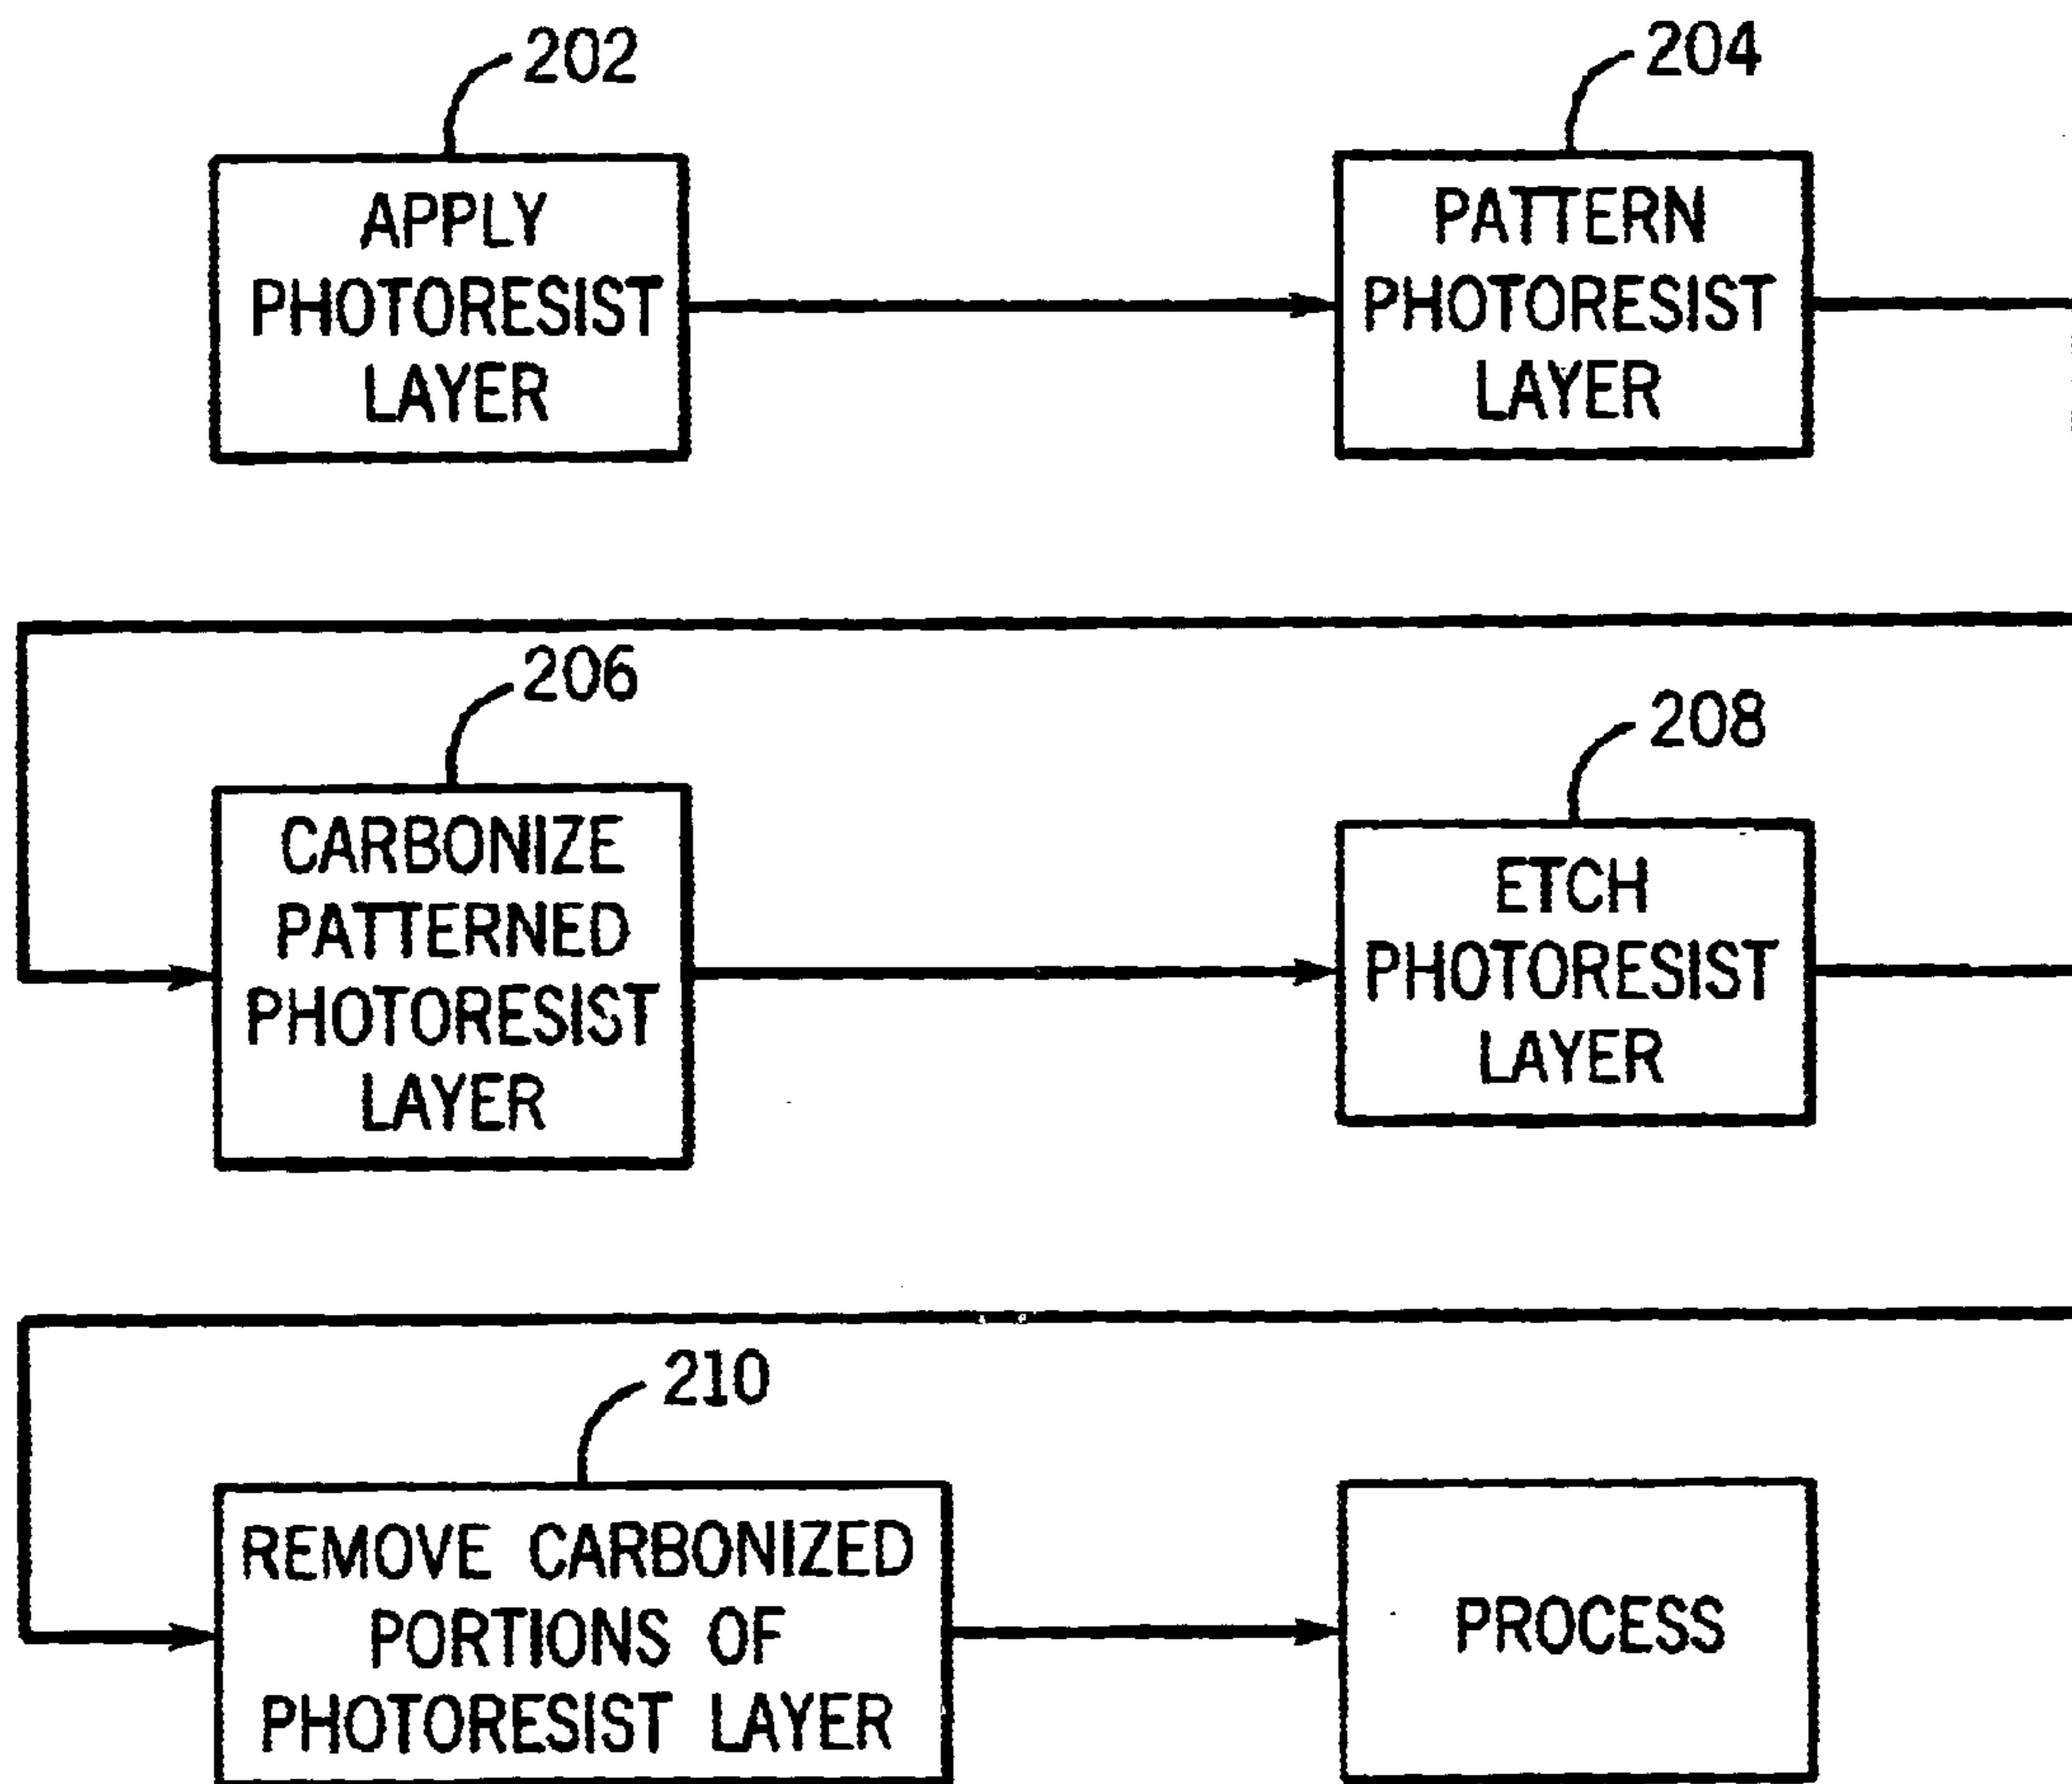 202
APPLY
PHOTORESIST
LAYER
204
PATTERN
PHOTORESIST
LAYER
206
CARBONIZE
PATTERNED
PHOTORESIST
LAYER
208
ETCH
PHOTORESIST
LAYER
210
REMOVE CARBONIZED
PORTIONS OF
PHOTORESIST LAYER
PROCESS